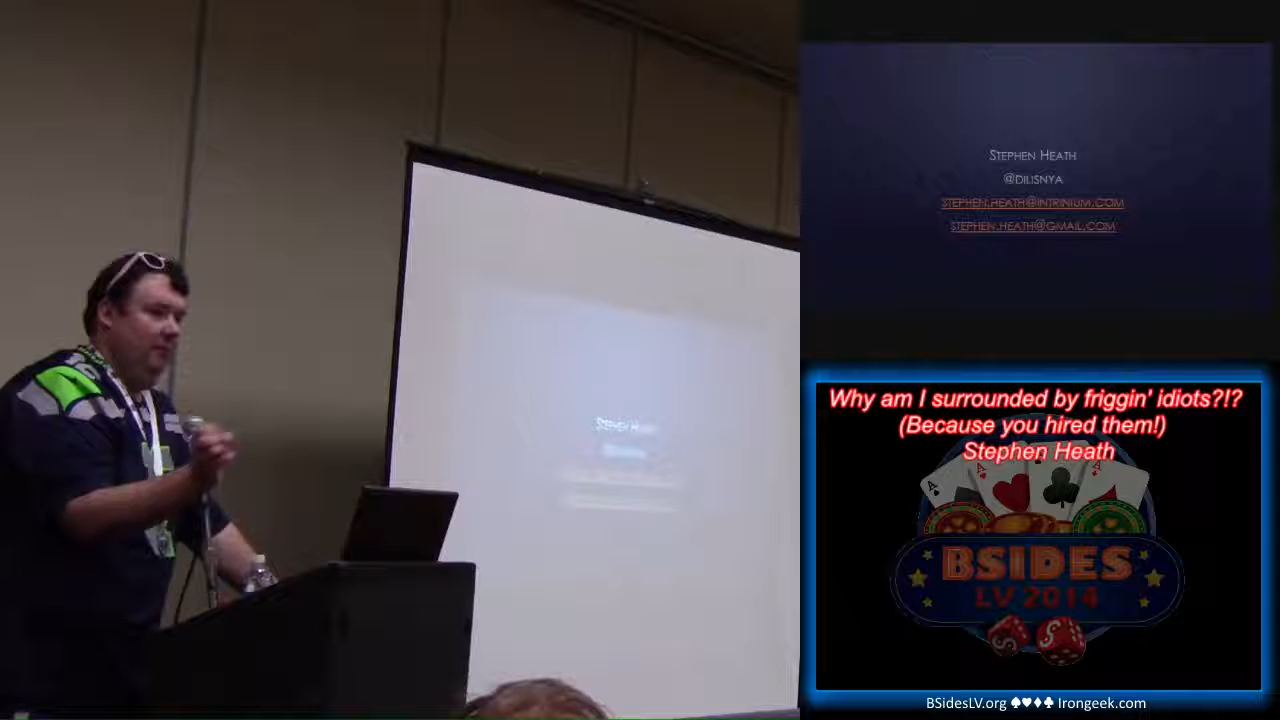 STEPHEN HEATH
@DILISNYA
STEPHEN.HEATH@INTRINIUM.COM
STEPHEN.HEATH@GMAIL.COM
Why am I surrounded by friggin' idiots?!?
(Because you hired them!)
Stephen Heath
BSIDES
LV 2014
BSidesLV.org ♠♥♦♣ Irongeek.com